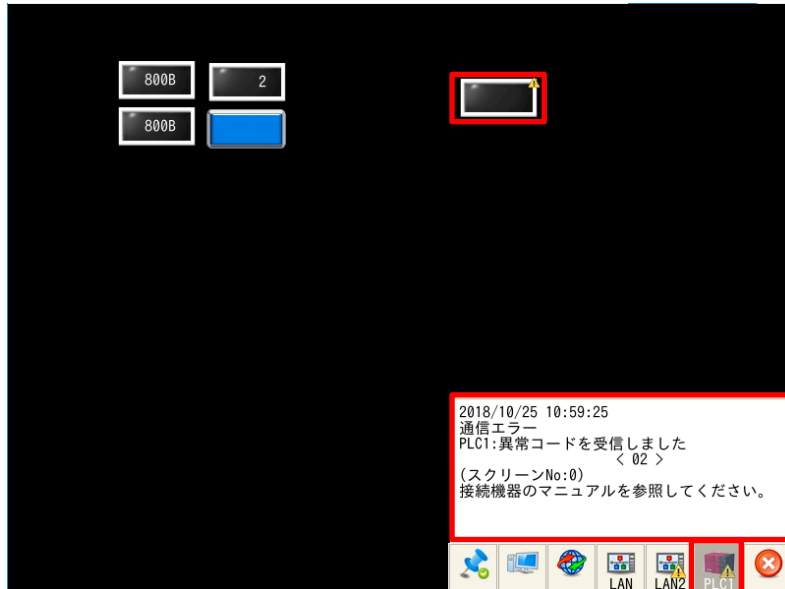 800B
2
800B
2018/10/25 10:59:25
通信エラー
PLC1:異常コードを受信しました
< 02 >
(スクリーンNo:0)
接続機器のマニュアルを参照してください。
LAN
LAN2
PLC1